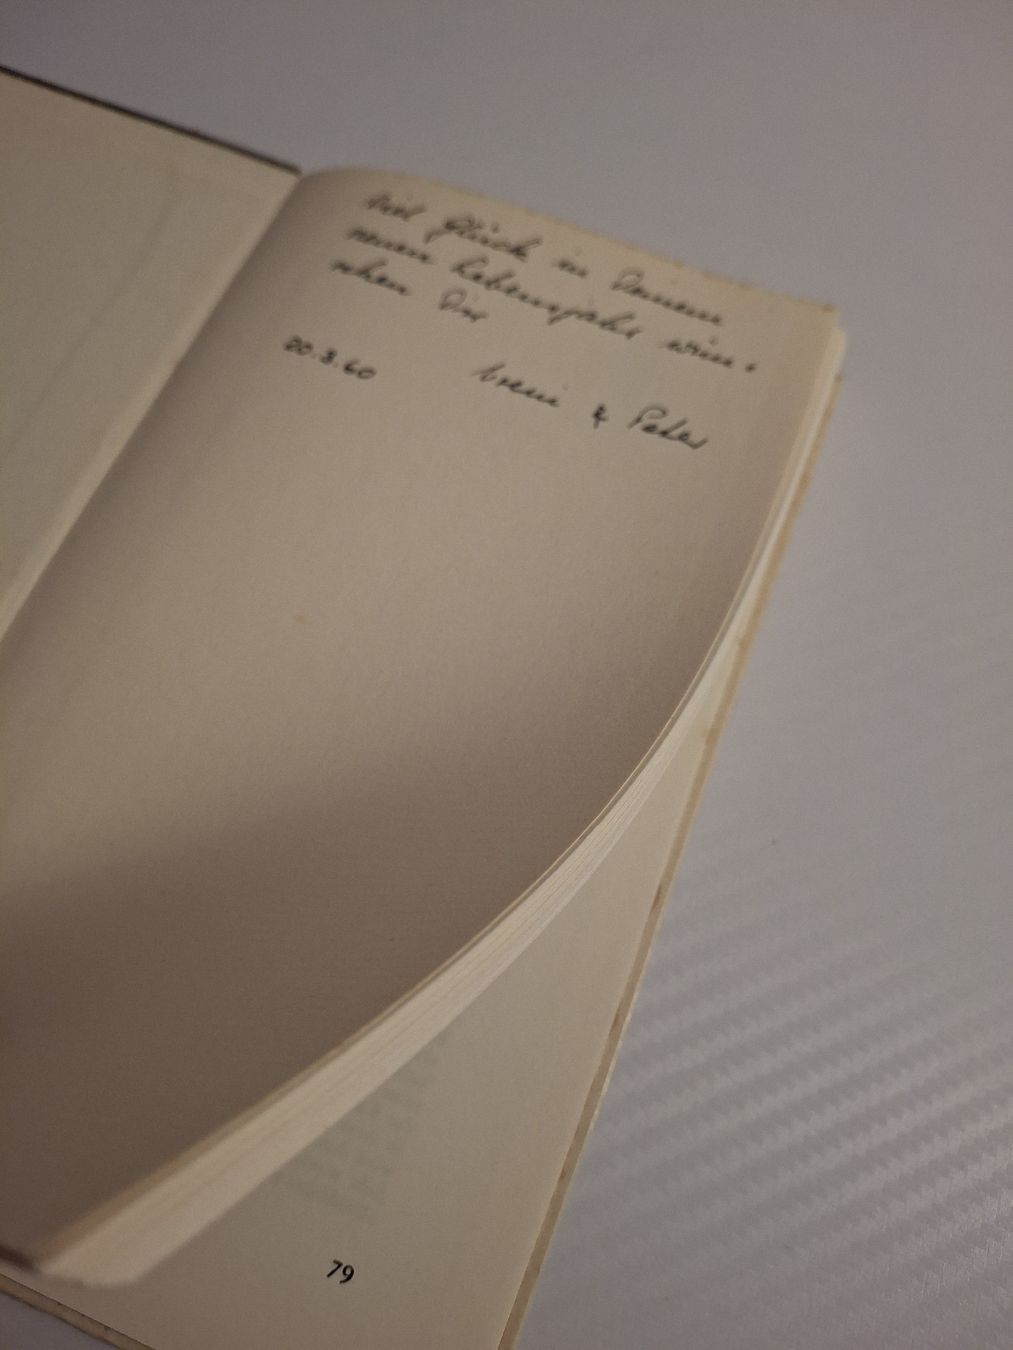 Viel Glück in Deinem
neuen Lebensjahr wün-
schen Dir
20.3.60
Vreni & Peter
79